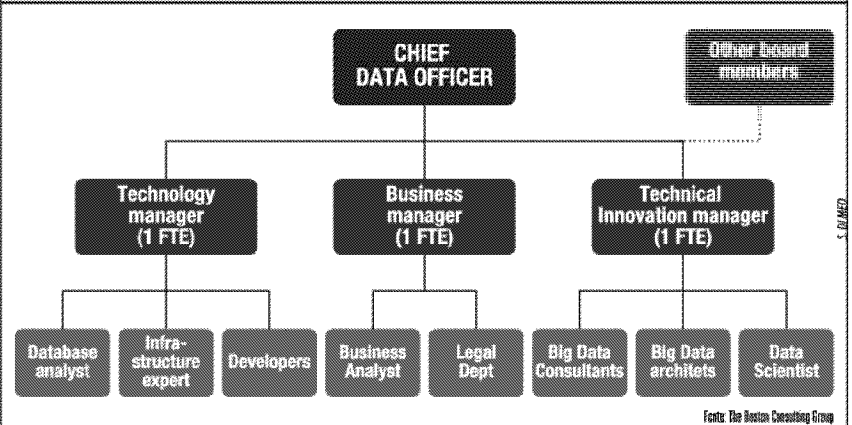 CHIEF
DATA OFFICER
Other board
members
Technology
manager
(1 FTE)
Business
manager
(1 FTE)
Technical
Innovation manager
(1 FTE)
Database
analyst
Infra-
structure
expert
Developers
Business
Analyst
Legal
Dept
Big Data
Consultants
Big Data
architets
Data
Scientist
Fonte: The Boston Consulting Group